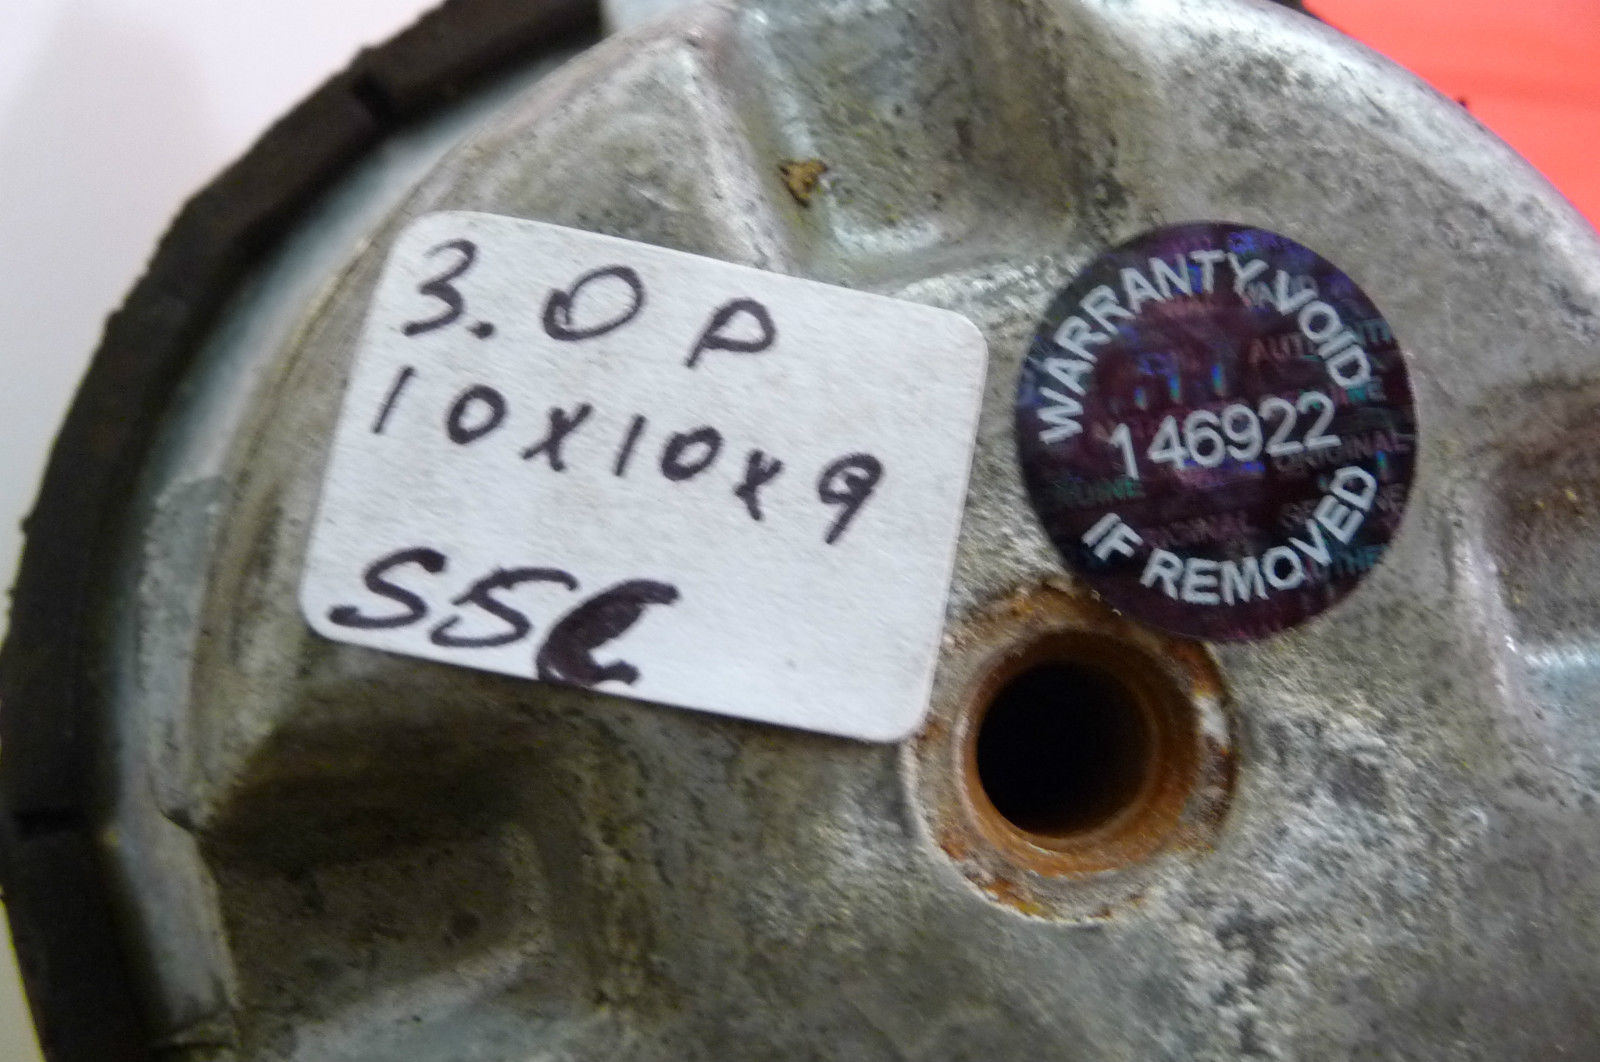 3.0 P
10x10x9
S5C
WARRANTY VOID
146922
IF REMOVED